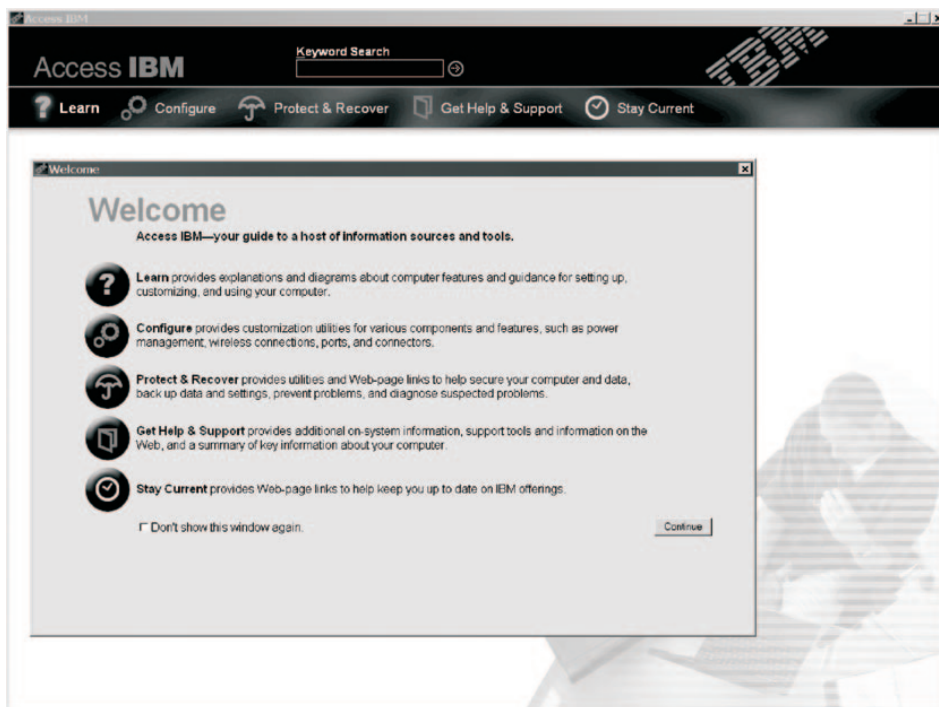 Access IBM
Keyword Search
Access IBM
IBM
Learn Configure Protect & Recover Get Help & Support Stay Current
Welcome
Welcome
Access IBM—your guide to a host of information sources and tools.
Learn provides explanations and diagrams about computer features and guidance for setting up,
customizing, and using your computer.
Configure provides customization utilities for various components and features, such as power
management, wireless connections, ports, and connectors.
Protect & Recover provides utilities and Web-page links to help secure your computer and data,
back up data and settings, prevent problems, and diagnose suspected problems.
Get Help & Support provides additional on-system information, support tools and information on the
Web, and a summary of key information about your computer.
Stay Current provides Web-page links to help keep you up to date on IBM offerings.
Don't show this window again.
Continue